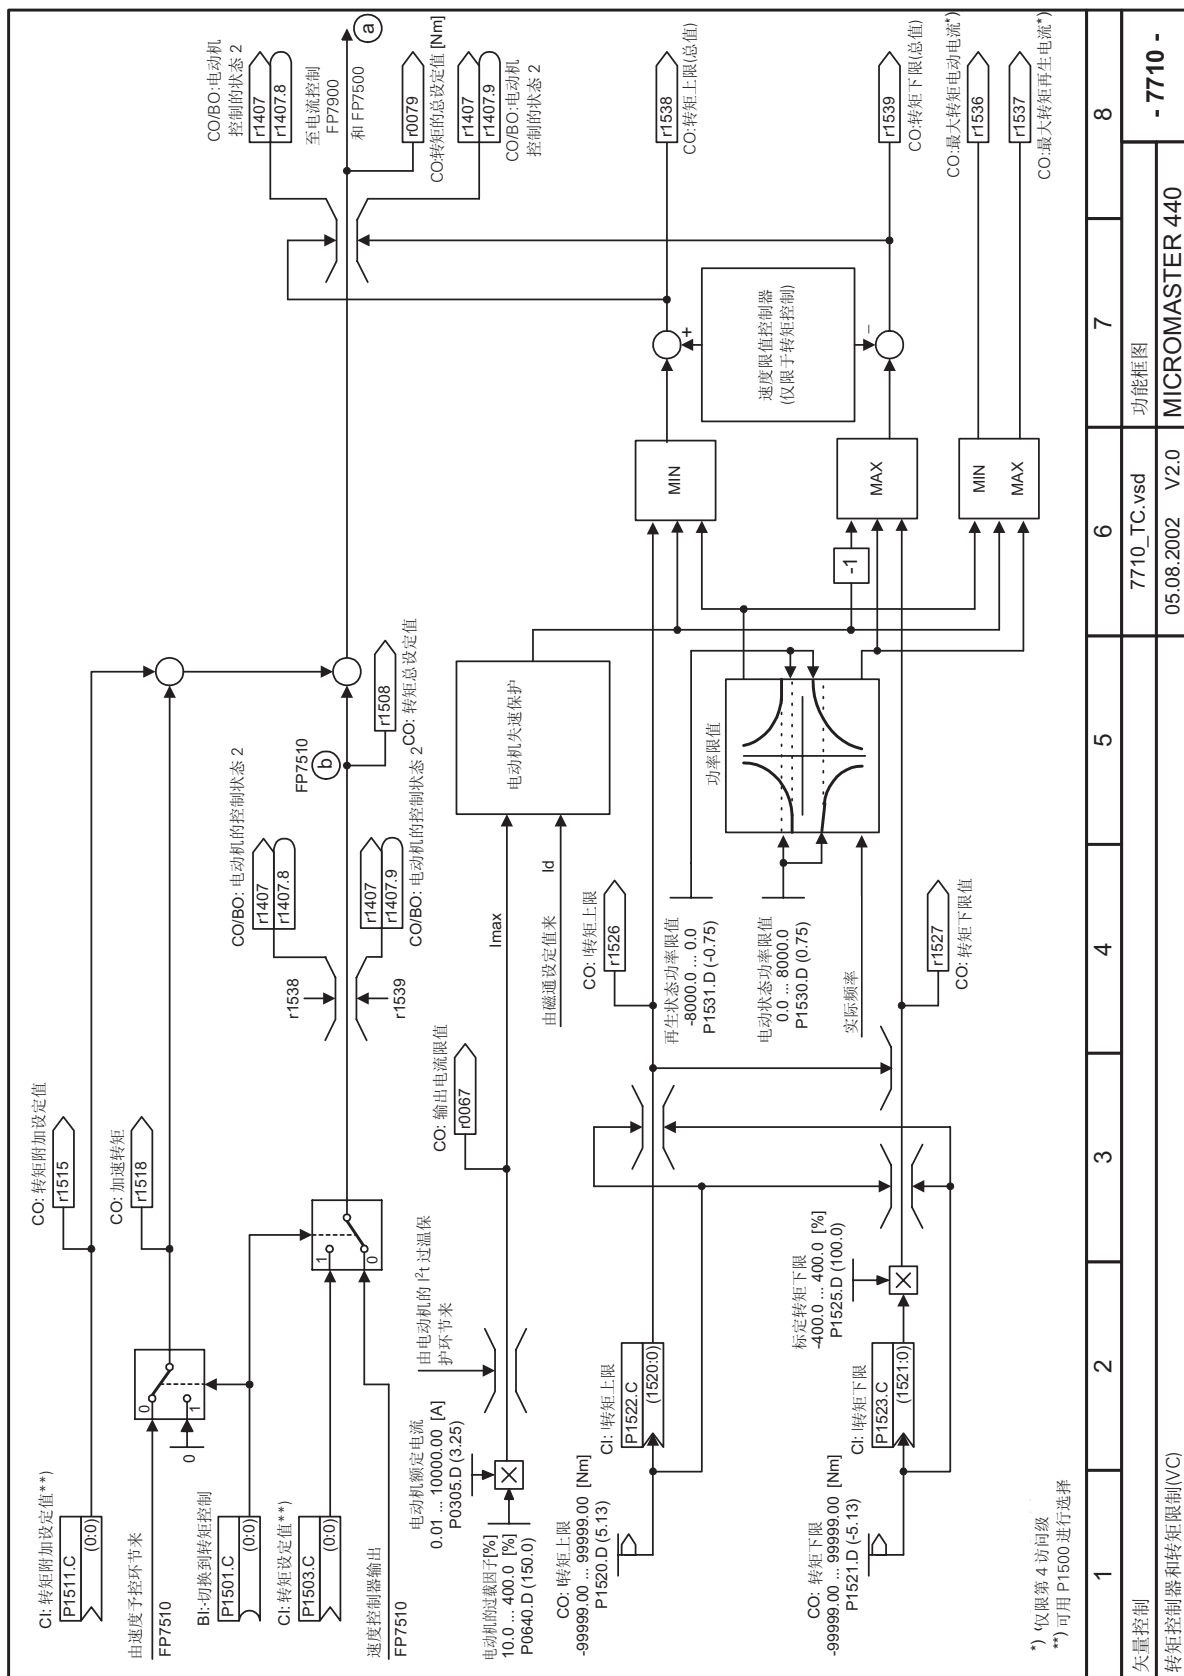 CI: 转矩附加设定值**)
P1511.C
(0:0)
由速度予控环节来
FP7510
BI:-切换到转矩控制
P1501.C
(0:0)
CI: 转矩设定值**)
P1503.C
(0:0)
速度控制器输出
FP7510
0
1
0
1
0
CO: 转矩附加设定值
r1515
CO: 加速转矩
r1518
r1538
r1539
CO/BO: 电动机的控制状态 2
r1407
r1407.8
r1407
r1407.9
CO/BO: 电动机的控制状态 2
FP7510
b
r1508
CO: 转矩总设定值
CO/BO:电动机
控制的状态 2
r1407
r1407.8
至电流控制
FP7900
和 FP7500
a
r0079
CO:转矩的总设定值 [Nm]
r1407
r1407.9
CO/BO:电动机
控制的状态 2
电动机的过载因子[%]
10.0 ... 400.0 [%]
P0640.D (150.0)
电动机额定电流
0.01 ... 10000.00 [A]
P0305.D (3.25)
由电动机的 I²t 过温保
护环节来
CO: 输出电流限值
r0067
Imax
由磁通设定值来
Id
电动机失速保护
CO: 转矩上限
-99999.00 ... 99999.00 [Nm]
P1520.D (5.13)
CI: 转矩上限
P1522.C
(1520:0)
CO: 转矩上限
r1526
再生状态功率限值
-8000.0 ... 0.0
P1531.D (-0.75)
电动状态功率限值
0.0 ... 8000.0
P1530.D (0.75)
实际频率
功率限值
CO: 转矩下限
-99999.00 ... 99999.00 [Nm]
P1521.D (-5.13)
CI: 转矩下限
P1523.C
(1521:0)
标定转矩下限
-400.0 ... 400.0 [%]
P1525.D (100.0)
r1527
CO: 转矩下限值
-1
MIN
MAX
MIN
MAX
+
–
速度限值控制器
(仅限于转矩控制)
r1538
CO:转矩上限(总值)
r1539
CO:转矩下限(总值)
CO:最大转矩电动电流*)
r1536
r1537
CO:最大转矩再生电流*)
*) 仅限第 4 访问级
**) 可用 P1500 进行选择
1 2 3 4 5 6 7 8
矢量控制
7710_TC.vsd
功能框图
- 7710 -
转矩控制器和转矩限制(VC)
05.08.2002 V2.0
MICROMASTER 440